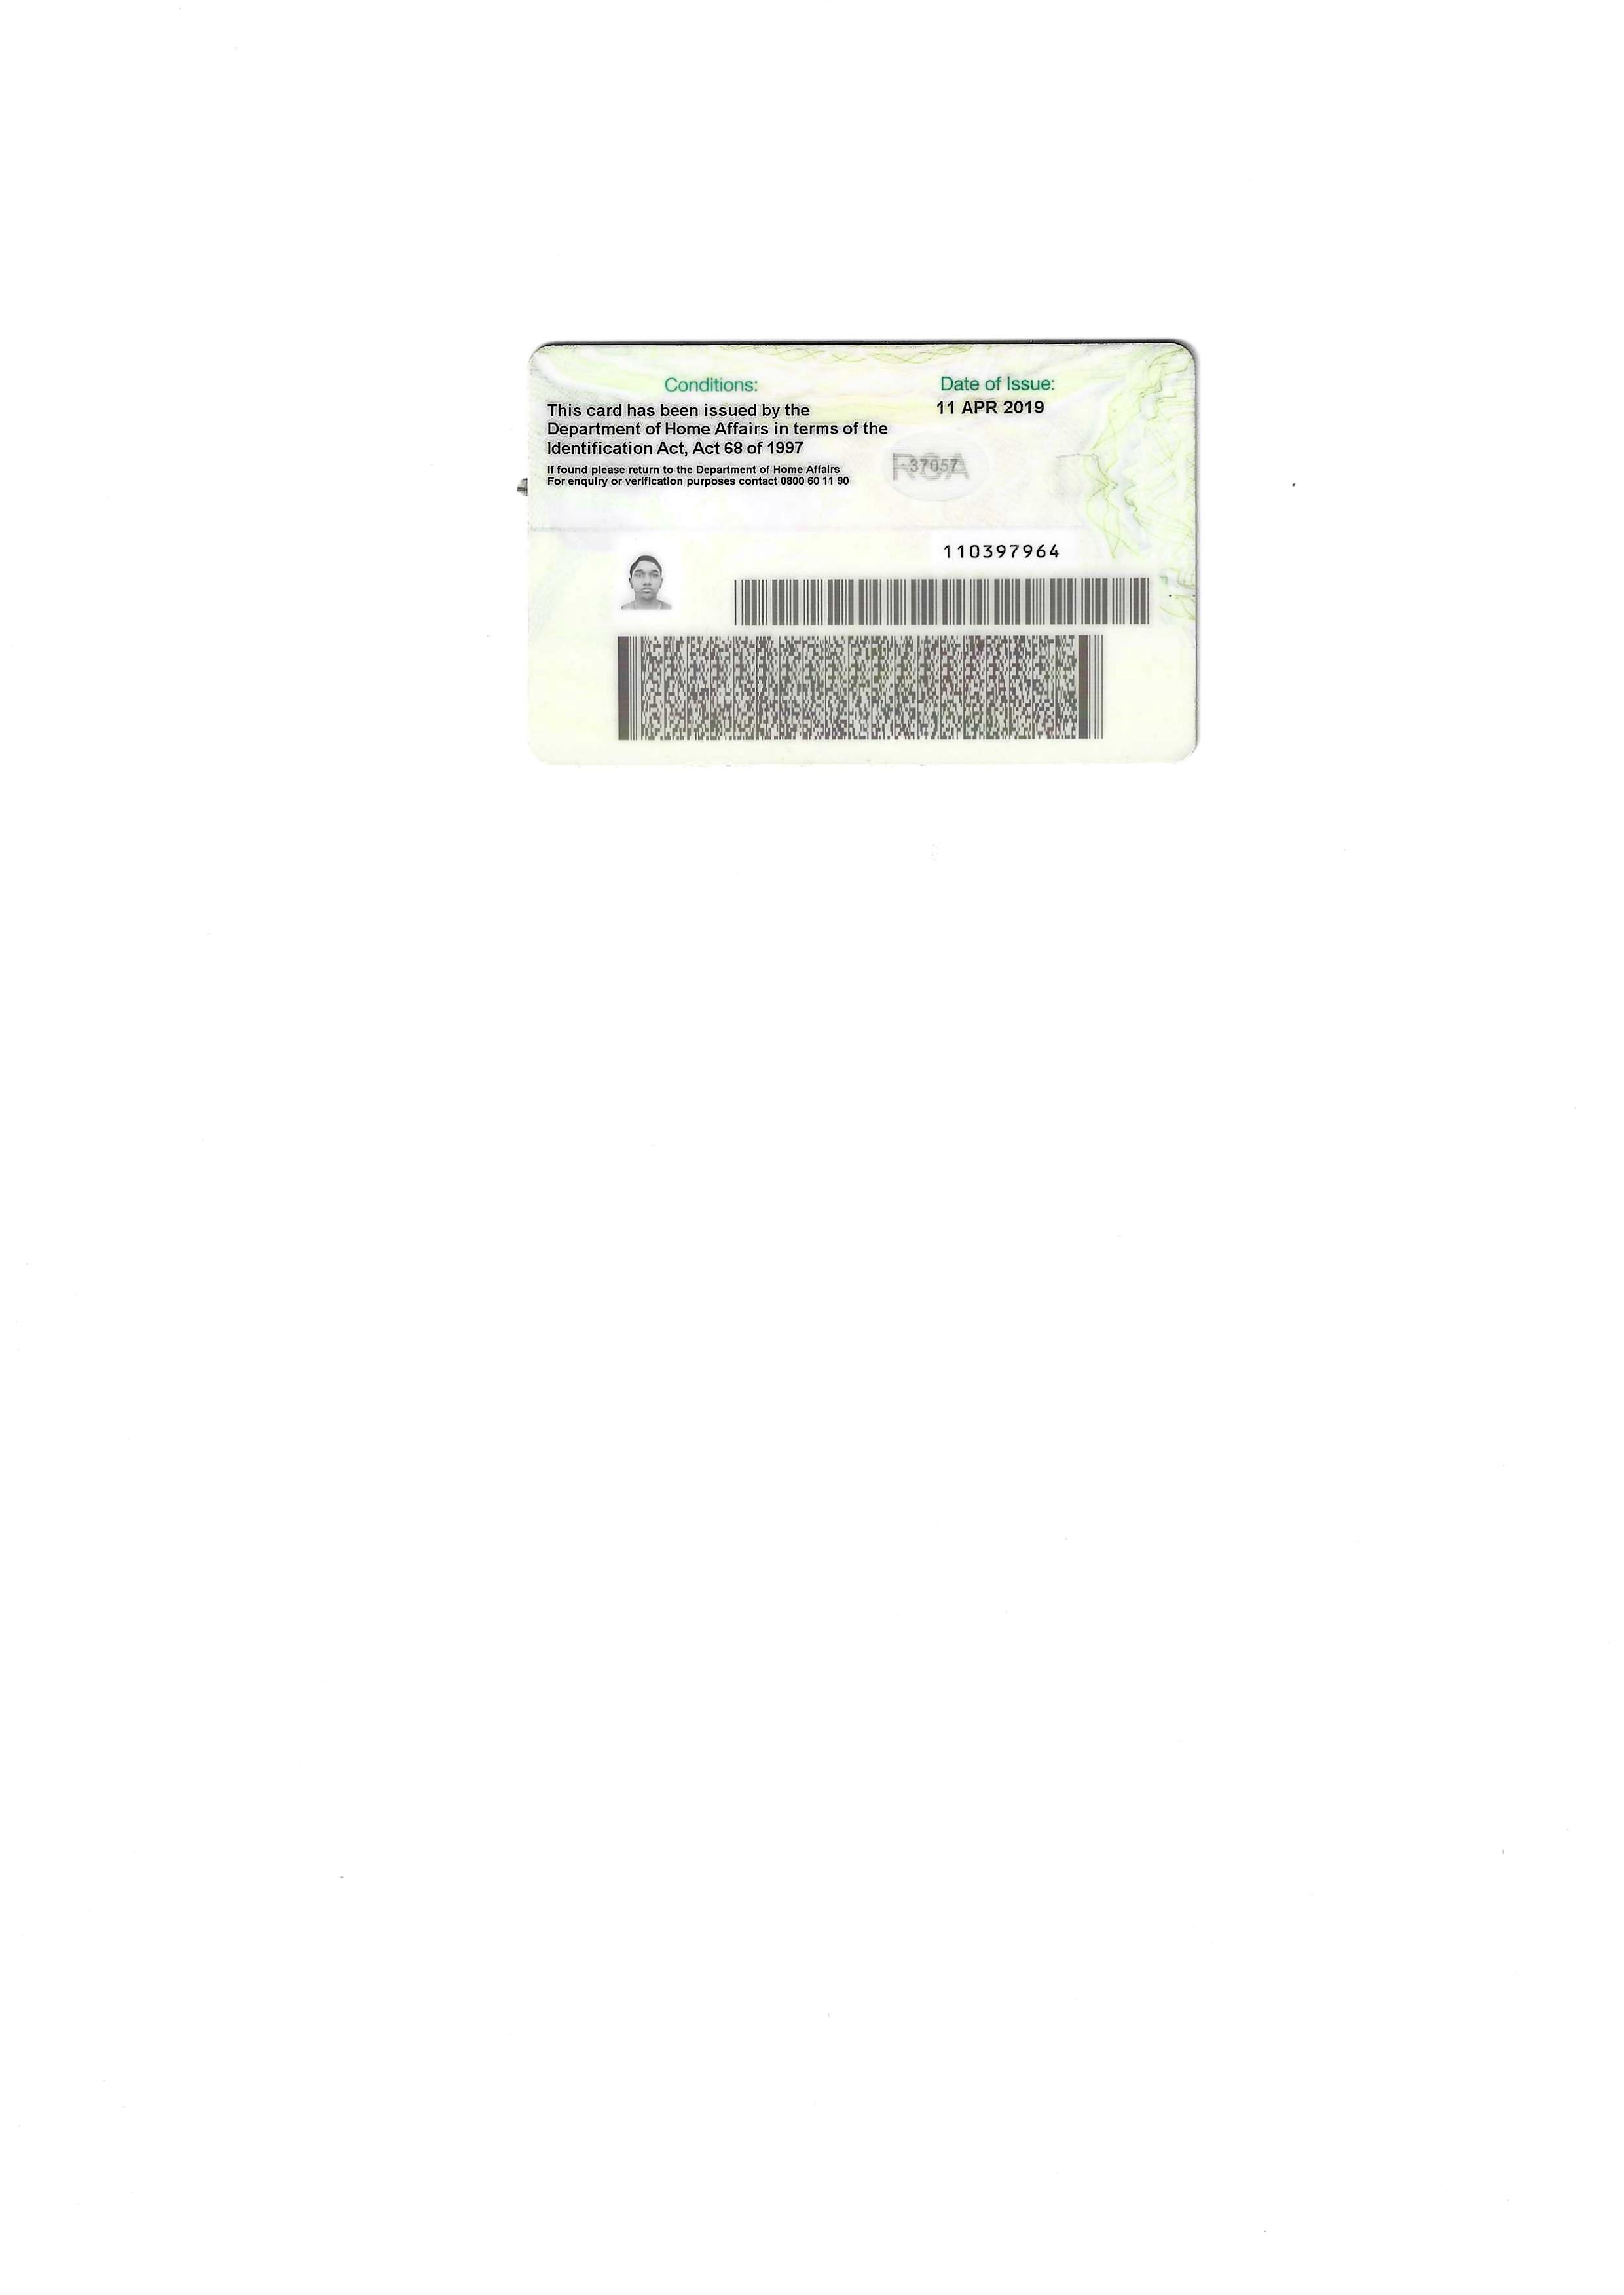 Conditions:
Date of Issue:
11 APR 2019
This card has been issued by the
Department of Home Affairs in terms of the
Identification Act, Act 68 of 1997
If found please return to the Department of Home Affairs
For enquiry or verification purposes contact 0800 60 11 90
RSA
37057
110397964